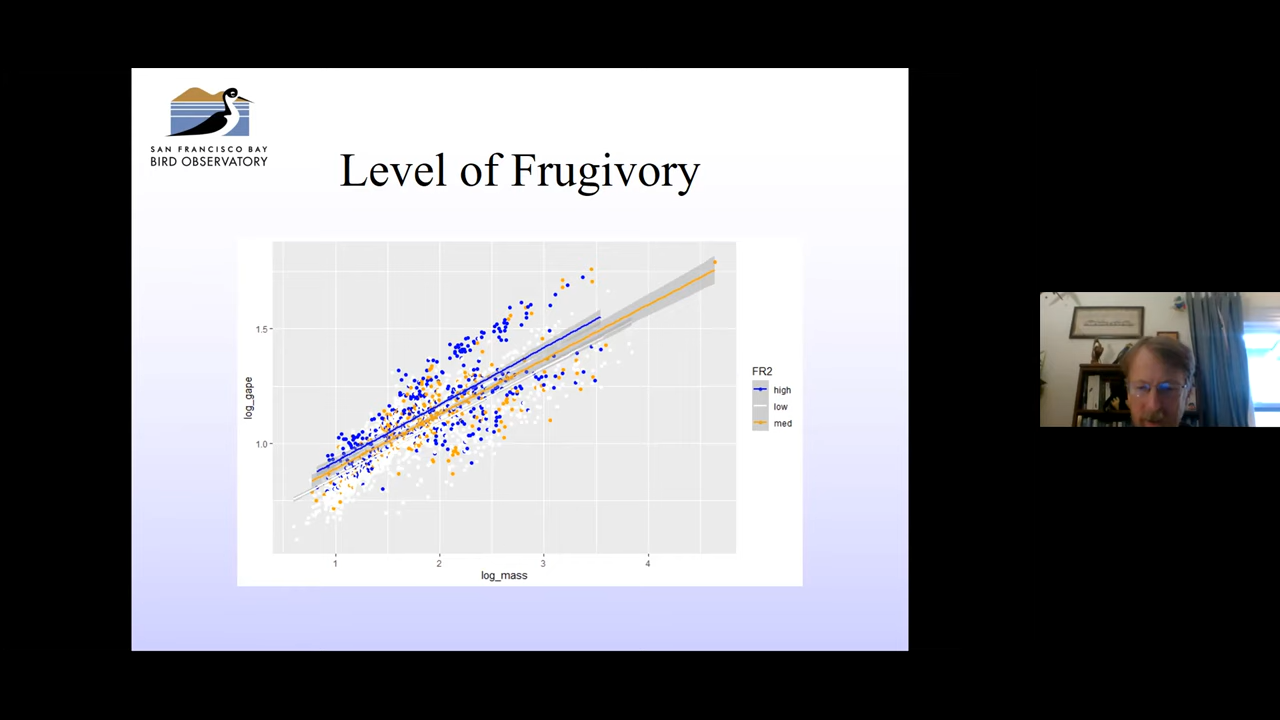 SAN FRANCISCO BAY
BIRD OBSERVATORY
Level of Frugivory
log_gape
1.5
1.0
1
2
3
4
log_mass
FR2
high
low
med